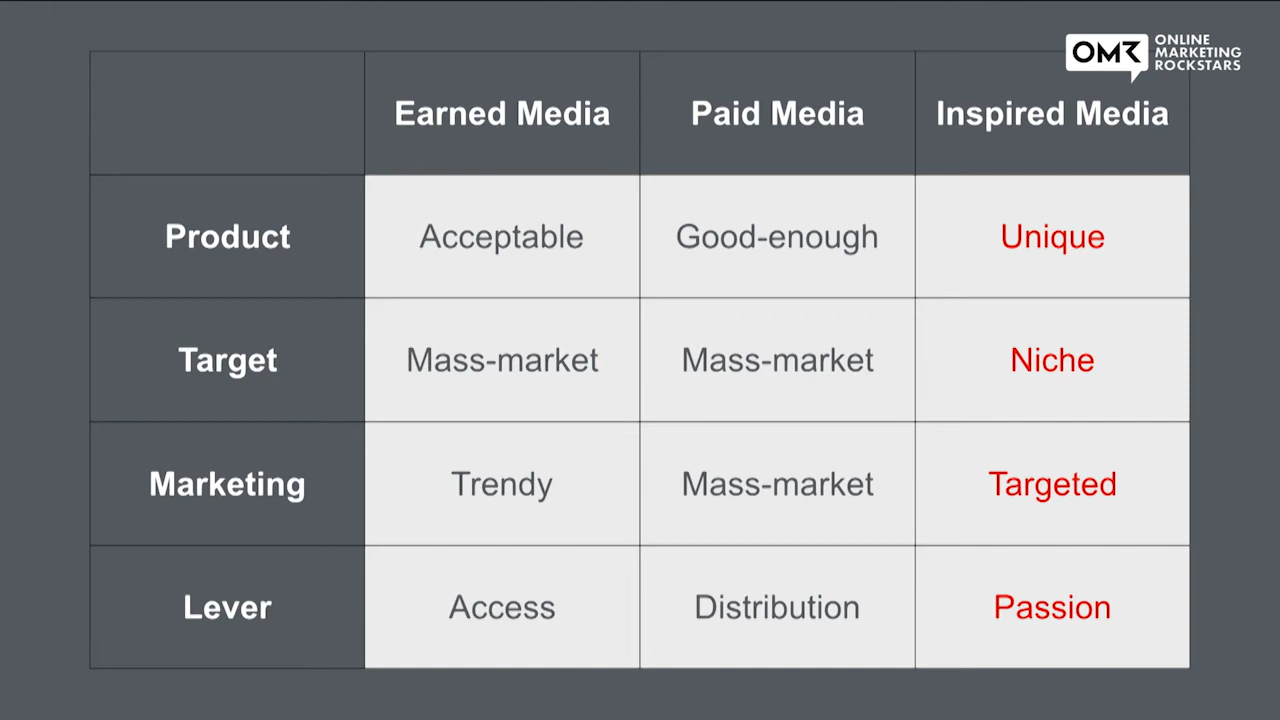 OMR ONLINE
MARKETING
ROCKSTARS
Earned Media Paid Media Inspired Media
Product Acceptable Good-enough Unique
Target Mass-market Mass-market Niche
Marketing Trendy Mass-market Targeted
Lever Access Distribution Passion